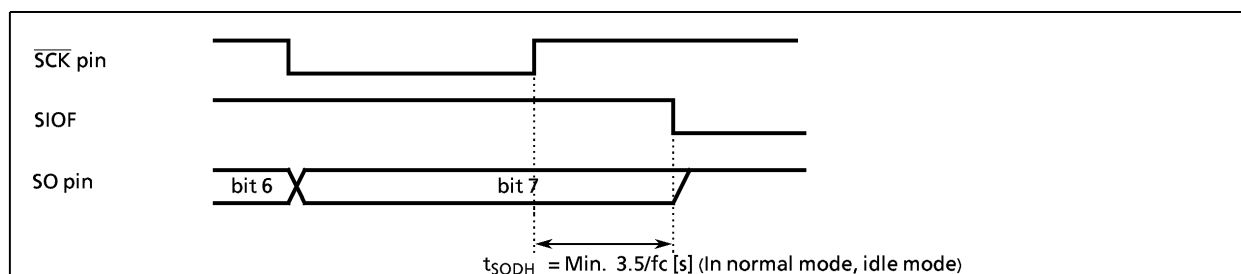 SCK pin
SIOF
SO pin
bit 6
bit 7
tSODH = Min. 3.5/fc [s] (In normal mode, idle mode)